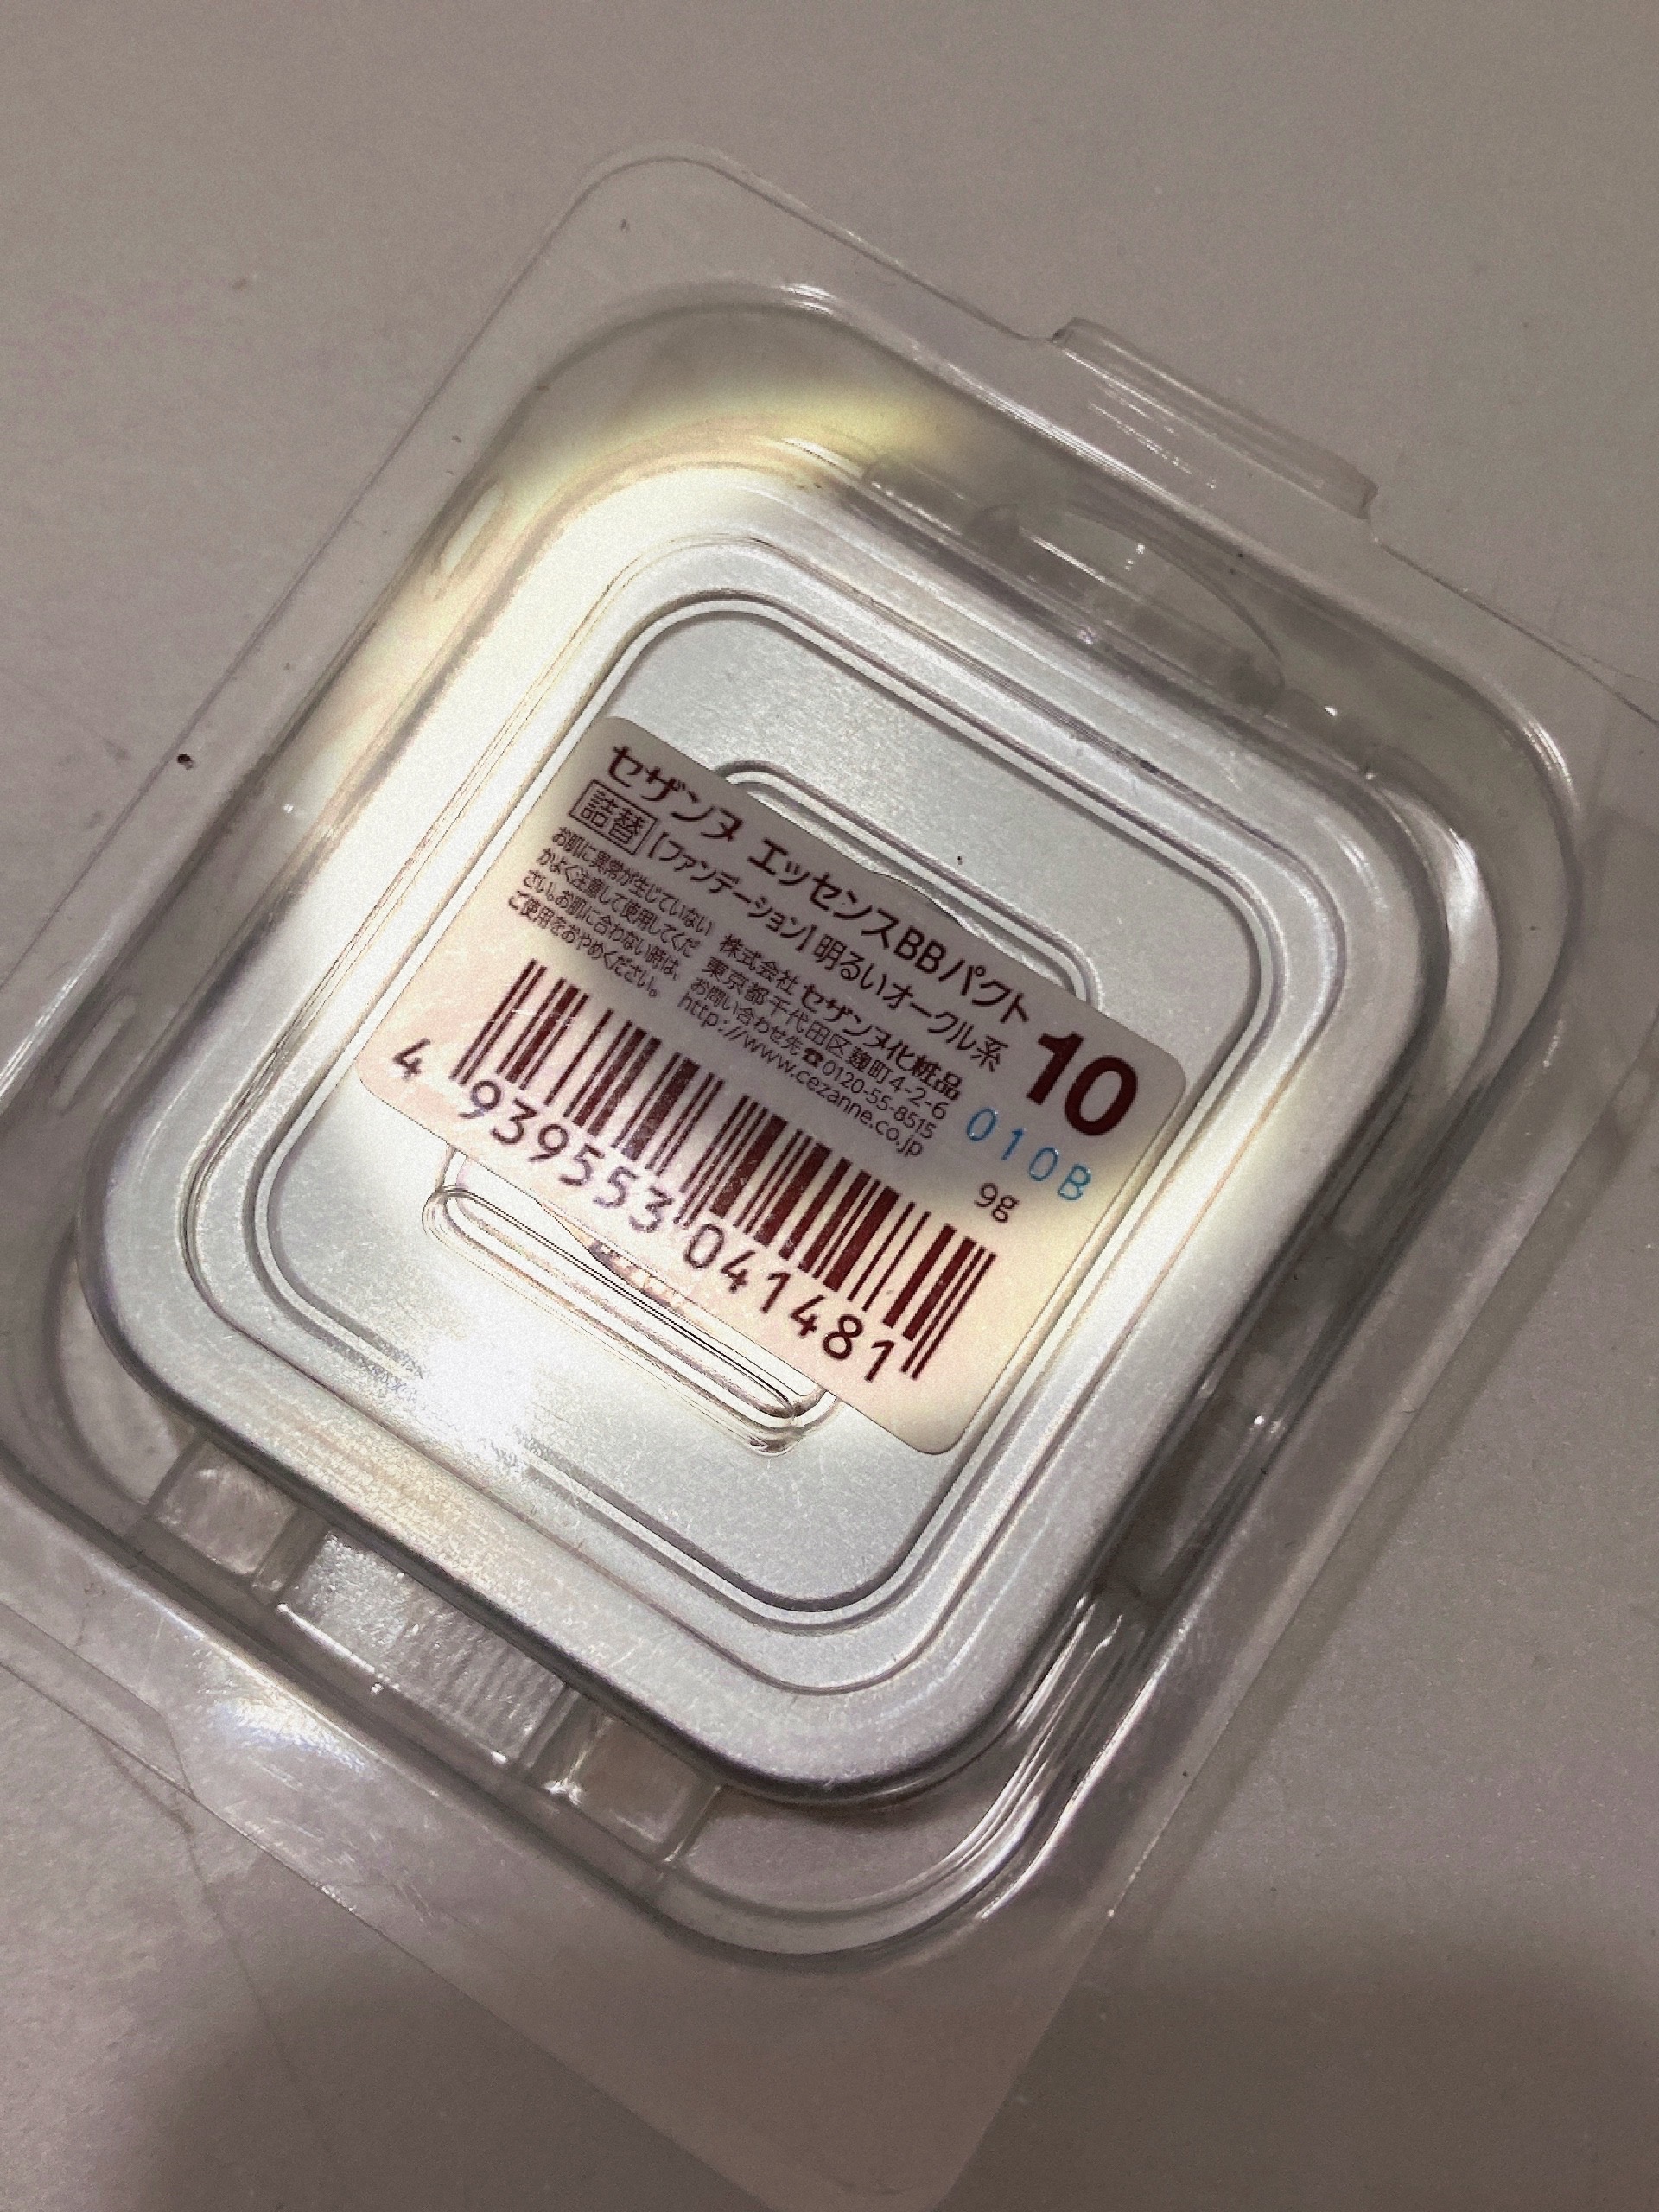 セザンヌ エッセンスBBパクト
詰替 [ファンデーション] 明るいオークル系 10
お肌に異常が生じていない
かよく注意して使用してくだ
さい。お肌に合わない時は、
ご使用をおやめください。
株式会社 セザンヌ化粧品
東京都千代田区麹町4-2-6
お問い合わせ先☎0120-55-8515
http://www.cezanne.co.jp
010B
9g
4 939553 041481